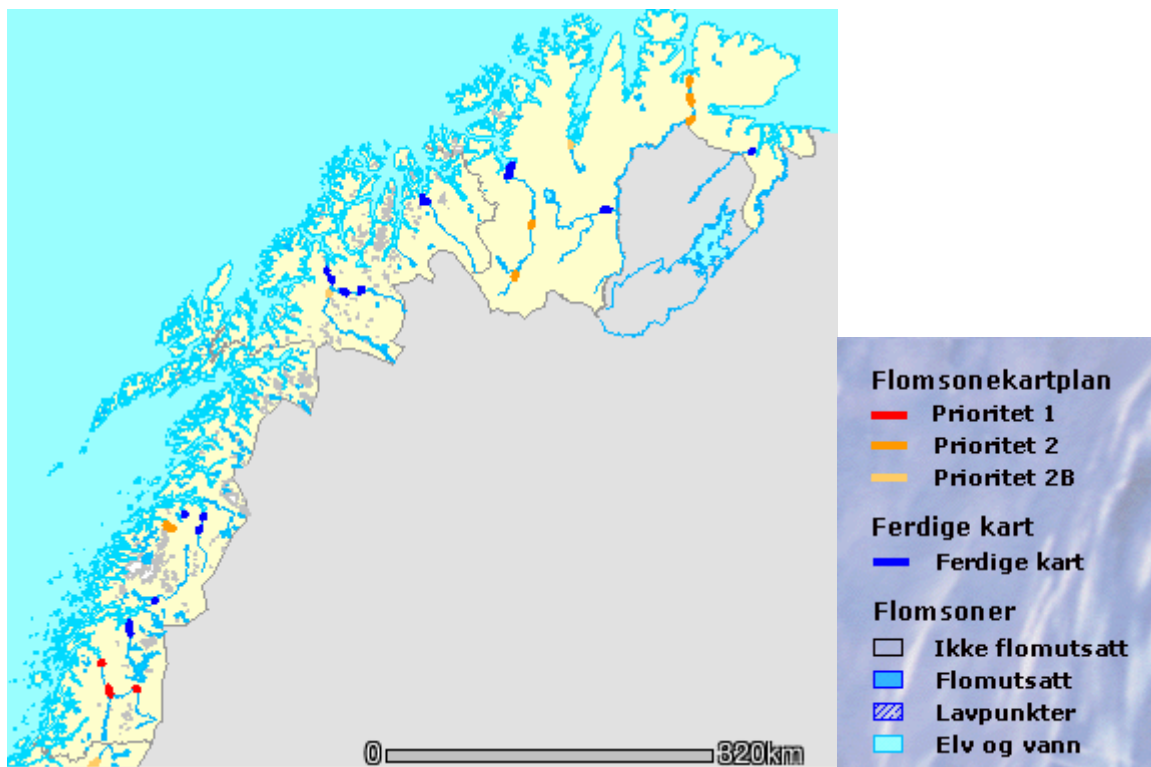 Flomsonekartplan
Prioritet 1
Prioritet 2
Prioritet 2B
Ferdige kart
Ferdige kart
Flomsoner
Ikke flomutsatt
Flomutsatt
Lavpunkter
Elv og vann
0 320km